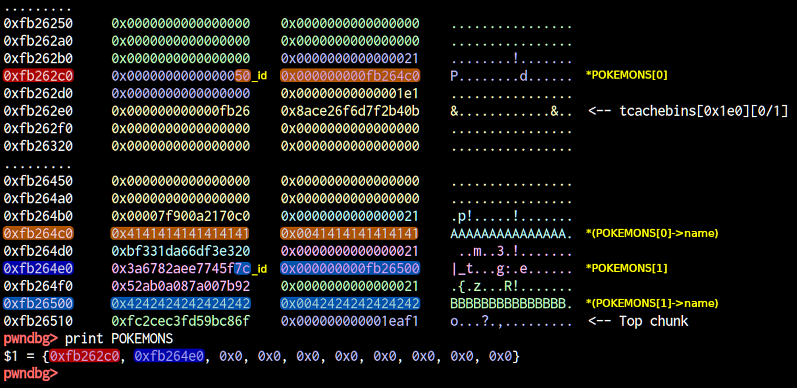 .........
0xfb26250 0x0000000000000000 0x0000000000000000 ................
0xfb262a0 0x0000000000000000 0x0000000000000000 ................
0xfb262b0 0x0000000000000000 0x0000000000000021 ........!.......
0xfb262c0 0x0000000000000050_id 0x000000000fb264c0 P........d...... *POKEMONS[0]
0xfb262d0 0x0000000000000000 0x00000000000001e1 ................
0xfb262e0 0x000000000000fb26 0x8ace26f6d7f2b40b &............&.. <-- tcachebins[0x1e0][0/1]
0xfb262f0 0x0000000000000000 0x0000000000000000 ................
0xfb26320 0x0000000000000000 0x0000000000000000 ................
.........
0xfb26450 0x0000000000000000 0x0000000000000000 ................
0xfb264a0 0x0000000000000000 0x0000000000000000 ................
0xfb264b0 0x00007f900a2170c0 0x0000000000000021 .p!.....!.......
0xfb264c0 0x4141414141414141 0x0041414141414141 AAAAAAAAAAAAAAA. *(POKEMONS[0]->name)
0xfb264d0 0xbf331da66df3e320 0x0000000000000021 ..m..3.!.......
0xfb264e0 0x3a6782aee7745f7c_id 0x000000000fb26500 |_t...g:.e...... *POKEMONS[1]
0xfb264f0 0x52ab0a087a007b92 0x0000000000000021 .{.z...R!.......
0xfb26500 0x4242424242424242 0x0042424242424242 BBBBBBBBBBBBBBB. *(POKEMONS[1]->name)
0xfb26510 0xfc2cec3fd59bc86f 0x000000000001eaf1 o...?.,......... <-- Top chunk
pwndbg> print POKEMONS
$1 = {0xfb262c0, 0xfb264e0, 0x0, 0x0, 0x0, 0x0, 0x0, 0x0, 0x0, 0x0}
pwndbg>